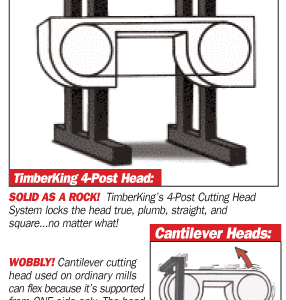 TimberKing 4-Post Head:
SOLID AS A ROCK! TimberKing's 4-Post Cutting Head
System locks the head true, plumb, straight, and
square...no matter what!
Cantilever Heads:
WOBBLY! Cantilever cutting
head used on ordinary mills
can flex because it's supported
from ONE side only. The head